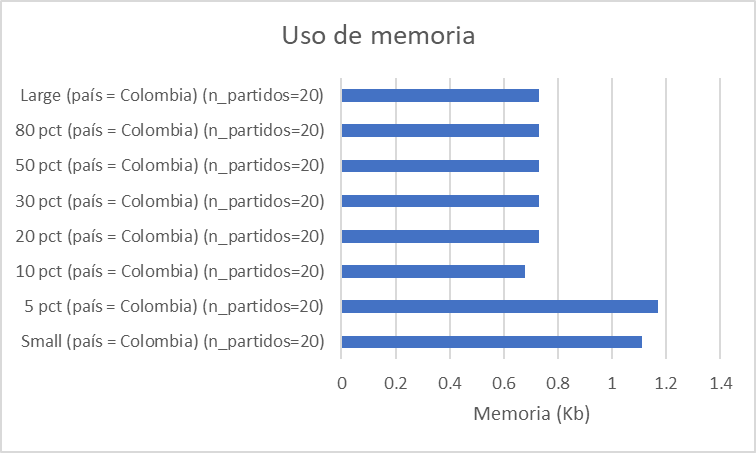 Uso de memoria
Large (país = Colombia) (n_partidos=20)
80 pct (país = Colombia) (n_partidos=20)
50 pct (país = Colombia) (n_partidos=20)
30 pct (país = Colombia) (n_partidos=20)
20 pct (país = Colombia) (n_partidos=20)
10 pct (país = Colombia) (n_partidos=20)
5 pct (país = Colombia) (n_partidos=20)
Small (país = Colombia) (n_partidos=20)
0 0.2 0.4 0.6 0.8 1 1.2 1.4
Memoria (Kb)